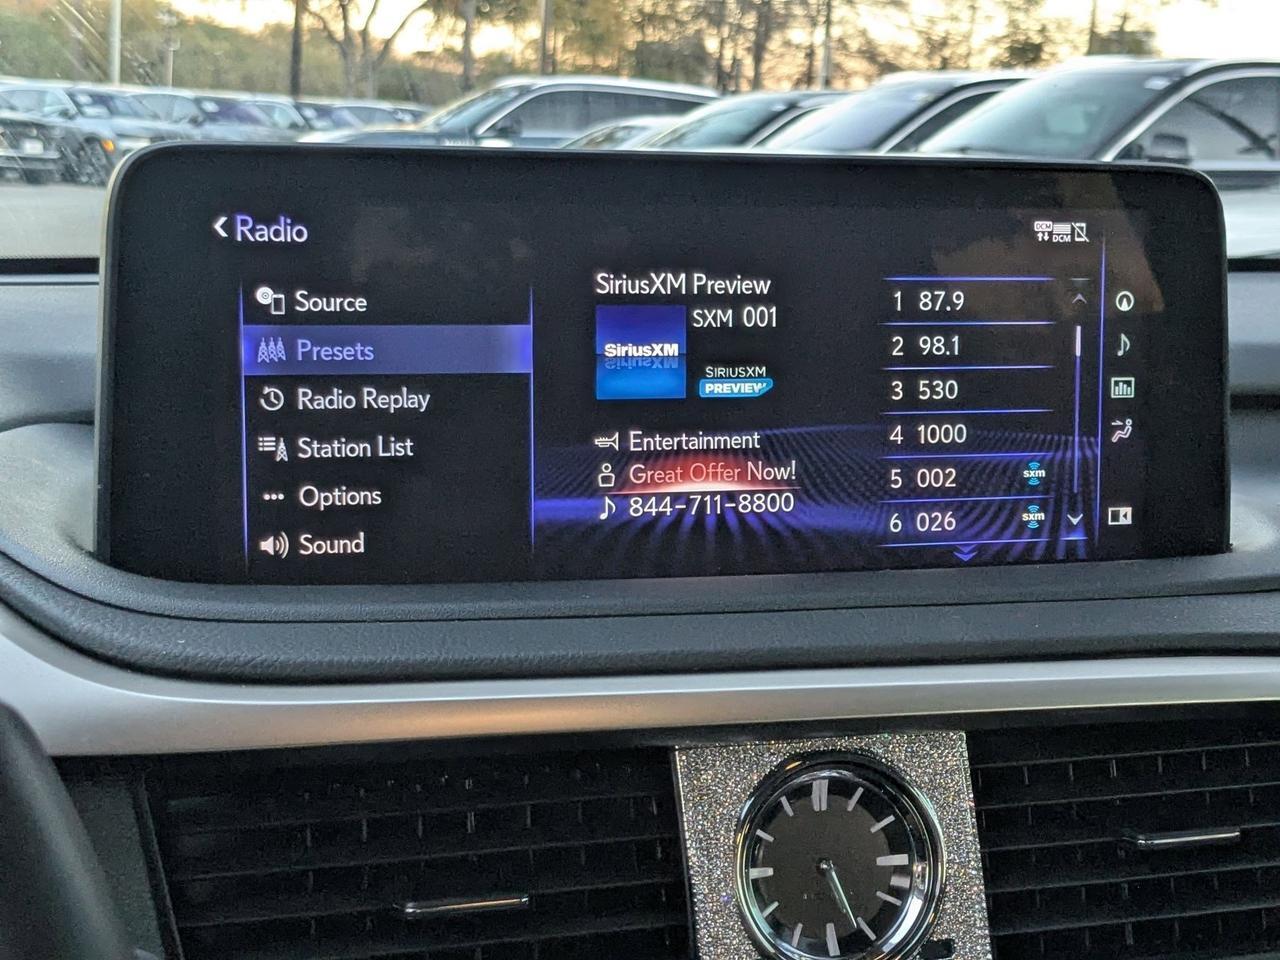 Radio
DCM
DCM
Source
Presets
Radio Replay
Station List
Options
Sound
SiriusXM Preview
SXM 001
SiriusXM
SIRIUSXM
PREVIEW
Entertainment
Great Offer Now!
844-711-8800
1 87.9
2 98.1
3 530
4 1000
5 002 sxm
6 026 sxm